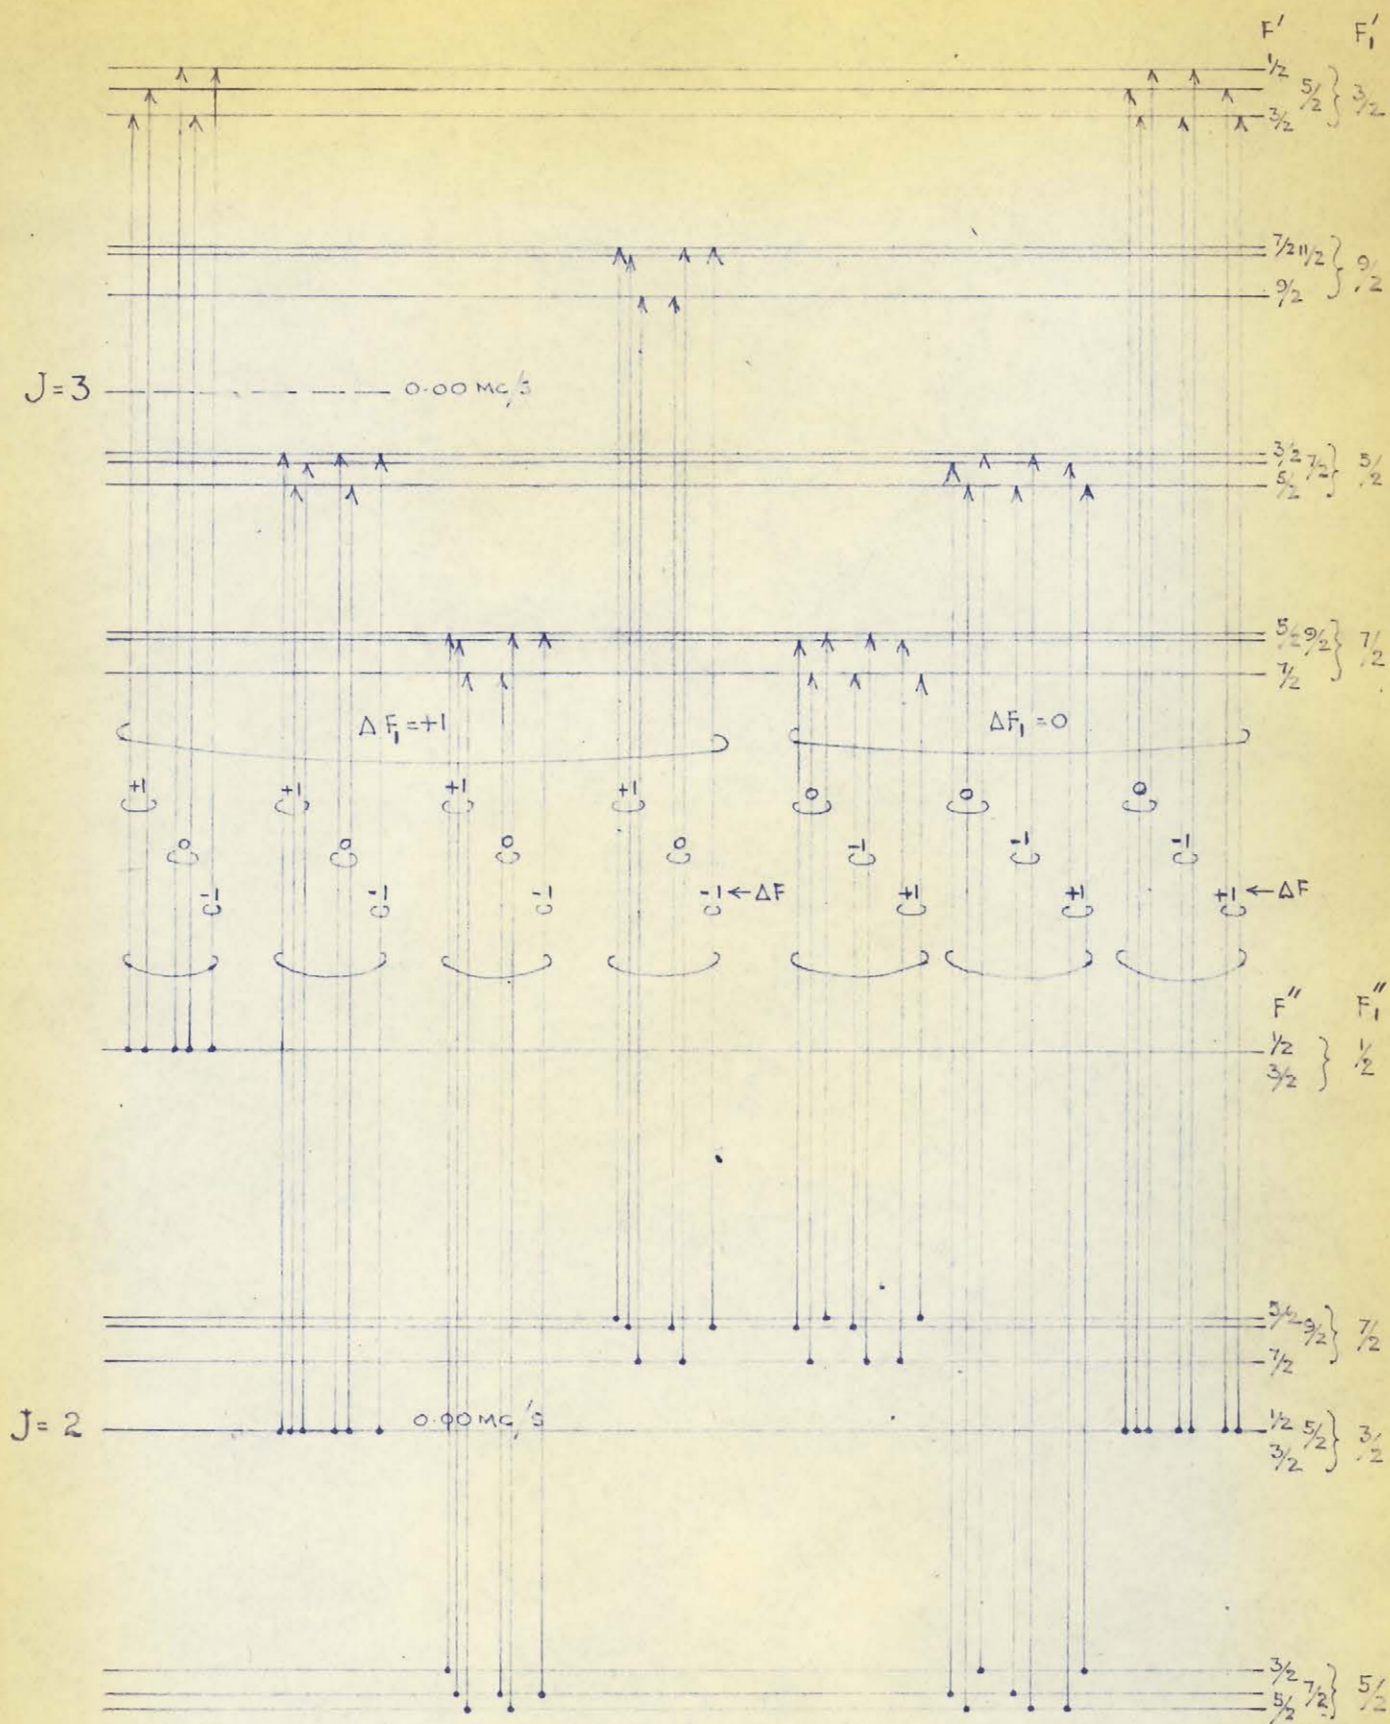 F′ F₁′
1/2
5/2 } 3/2
3/2
7/2 11/2 } 9/2
9/2
J=3 0.00 Mc/s
3/2 7/2 } 5/2
5/2
5/2 9/2 } 7/2
7/2
ΔF₁=+1 ΔF₁=0
+1 +1 +1 +1 0 0 0
0 0 0 0 -1 -1 -1
-1 -1 -1 -1←ΔF +1 +1 +1←ΔF
F″ F₁″
1/2 } 1/2
3/2
5/2 9/2 } 7/2
7/2
J=2 0.00 Mc/s 1/2 5/2 } 3/2
3/2
3/2
7/2 } 5/2
5/2